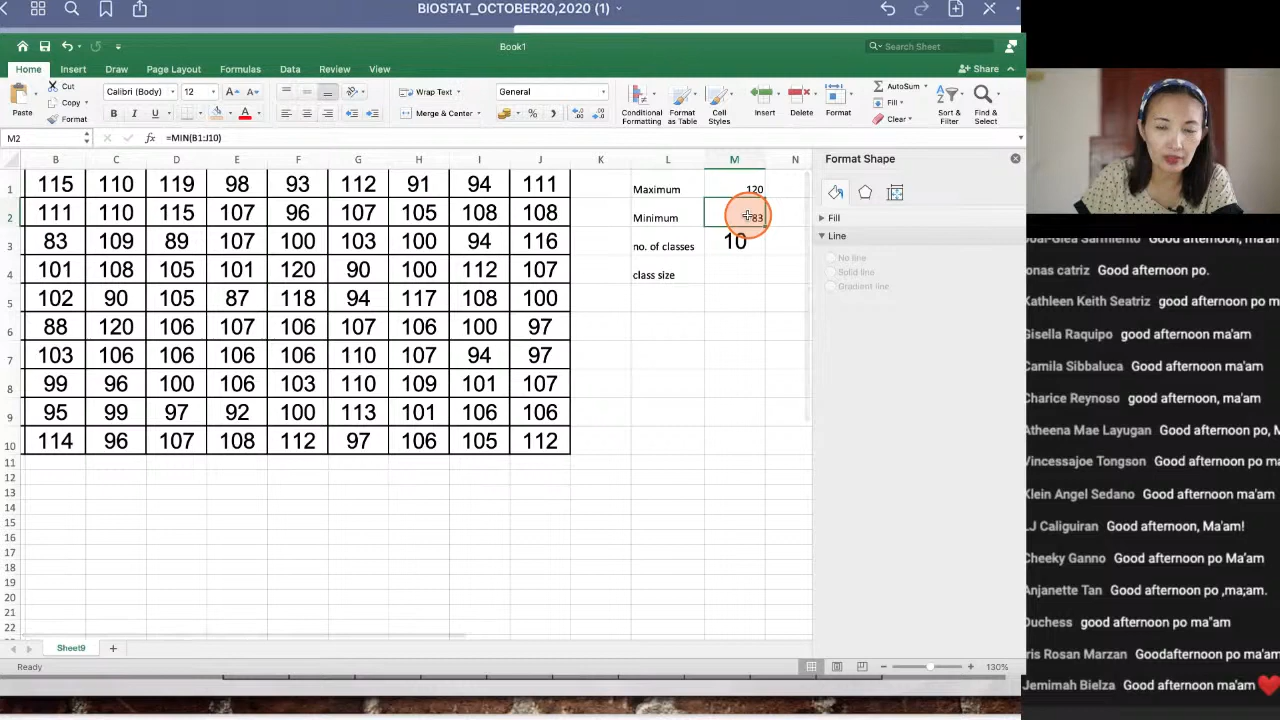 BIOSTAT_OCTOBER20,2020 (1)
Book1
Search Sheet
Home Insert Draw Page Layout Formulas Data Review View
Share
Paste
Cut
Copy
Format
Calibri (Body) 12
A A
B I U
Wrap Text
Merge & Center
General
%
Conditional Formatting
Format as Table
Cell Styles
Insert
Delete
Format
AutoSum
Fill
Clear
Sort & Filter
Find & Select
M2 fx =MIN(B1:J10)
B C D E F G H I J K L M N
1 115 110 119 98 93 112 91 94 111 Maximum 120
2 111 110 115 107 96 107 105 108 108 Minimum 83
3 83 109 89 107 100 103 100 94 116 no. of classes 10
4 101 108 105 101 120 90 100 112 107 class size
5 102 90 105 87 118 94 117 108 100
6 88 120 106 107 106 107 106 100 97
7 103 106 106 106 106 110 107 94 97
8 99 96 100 106 103 110 109 101 107
9 95 99 97 92 100 113 101 106 106
10 114 96 107 108 112 97 106 105 112
11
12
13
14
15
16
17
18
19
20
21
22
Sheet9
Ready
130%
Format Shape
Fill
Line
No line
Solid line
Gradient line
Good afternoon ma'am
onas catriz Good afternoon po.
Kathleen Keith Seatriz good afternoon po m
Gisella Raquipo good afternoon ma'am
Camila Sibbaluca Good afternoon ma'am
Charice Reynoso good afternoon, ma'am
Atheena Mae Layugan Good afternoon po, M
Vincessajoe Tongson Good afternoon po ma
Klein Angel Sedano Good afternoon ma'am
LJ Caliguiran Good afternoon, Ma'am!
Cheeky Ganno Good afternoon po Ma'am
Anjanette Tan Good afternoon po ,ma;am.
Duchess good afternoon po ma"am
ris Rosan Marzan Goodafternoon po ma'am
Jemimah Bielza Good afternoon ma'am